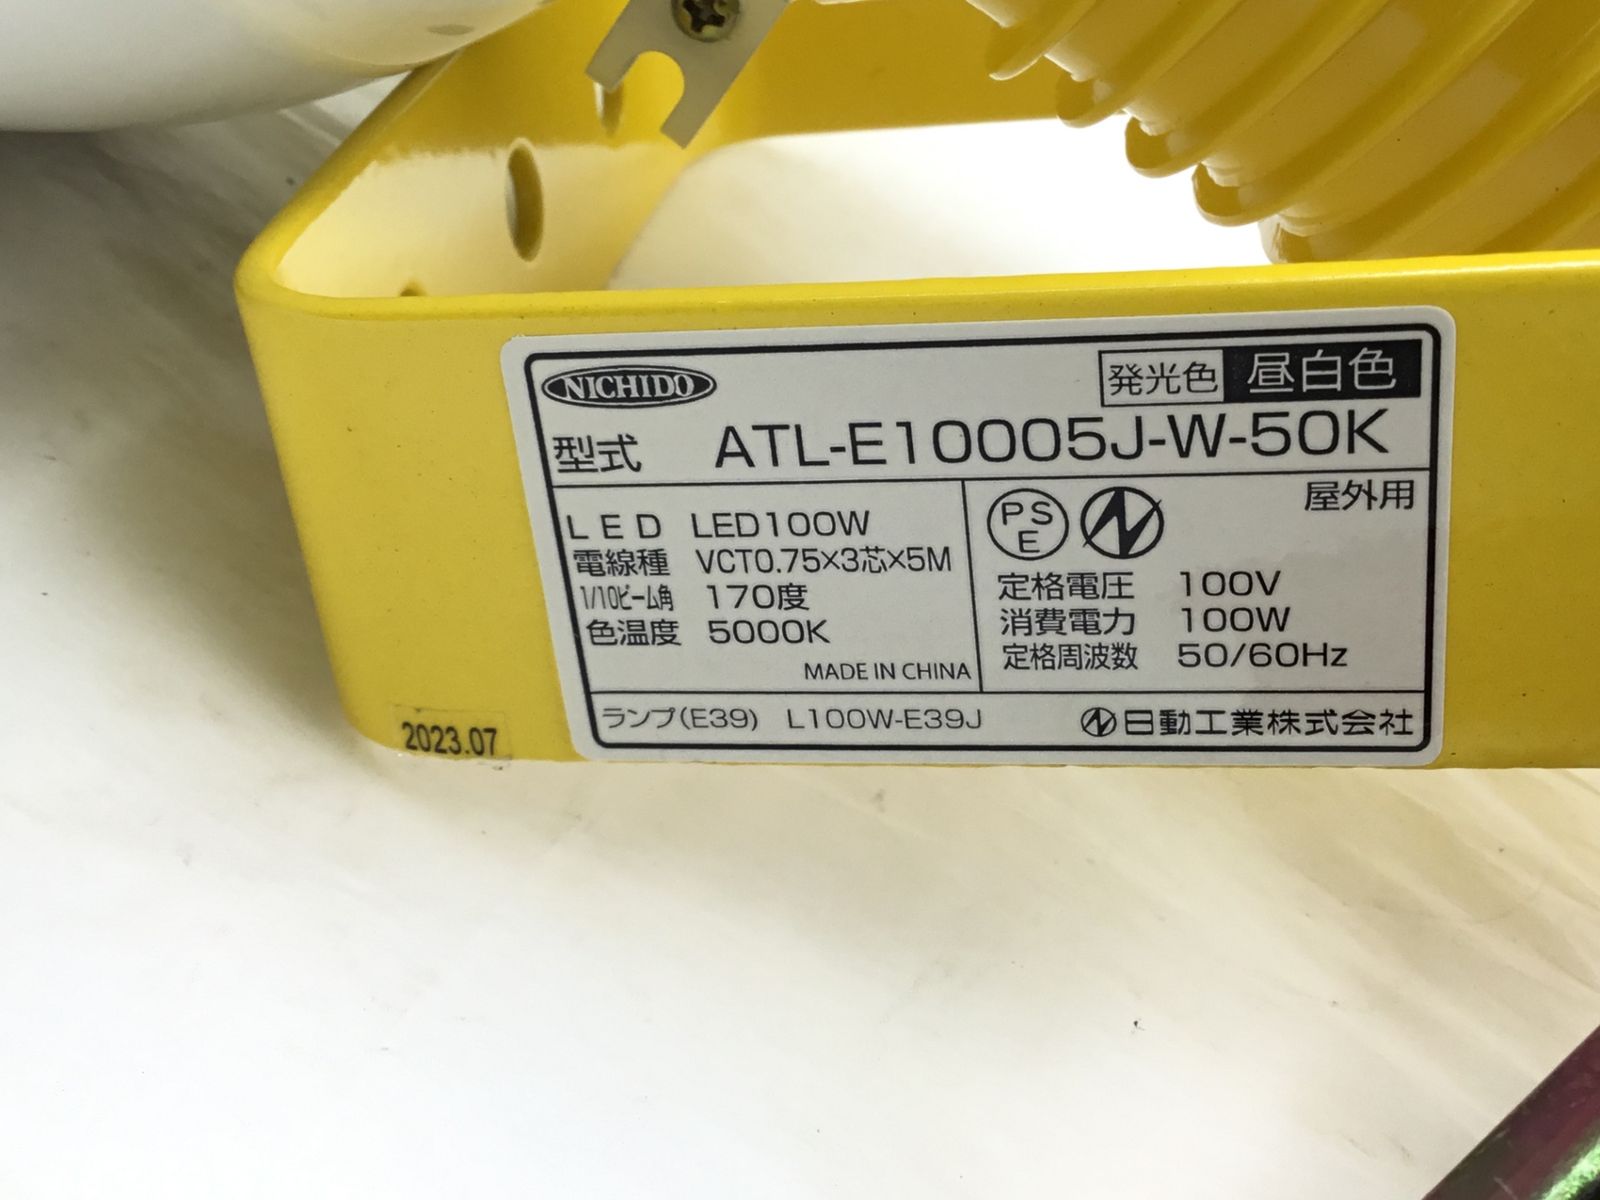 NICHIDO
発光色 昼白色
型式 ATL-E10005J-W-50K
LED LED100W
電線種 VCT0.75×3芯×5M
1/10ビーム角 170度
色温度 5000K
MADE IN CHINA
PS
E
屋外用
定格電圧 100V
消費電力 100W
定格周波数 50/60Hz
ランプ(E39) L100W-E39J
日動工業株式会社
2023.07